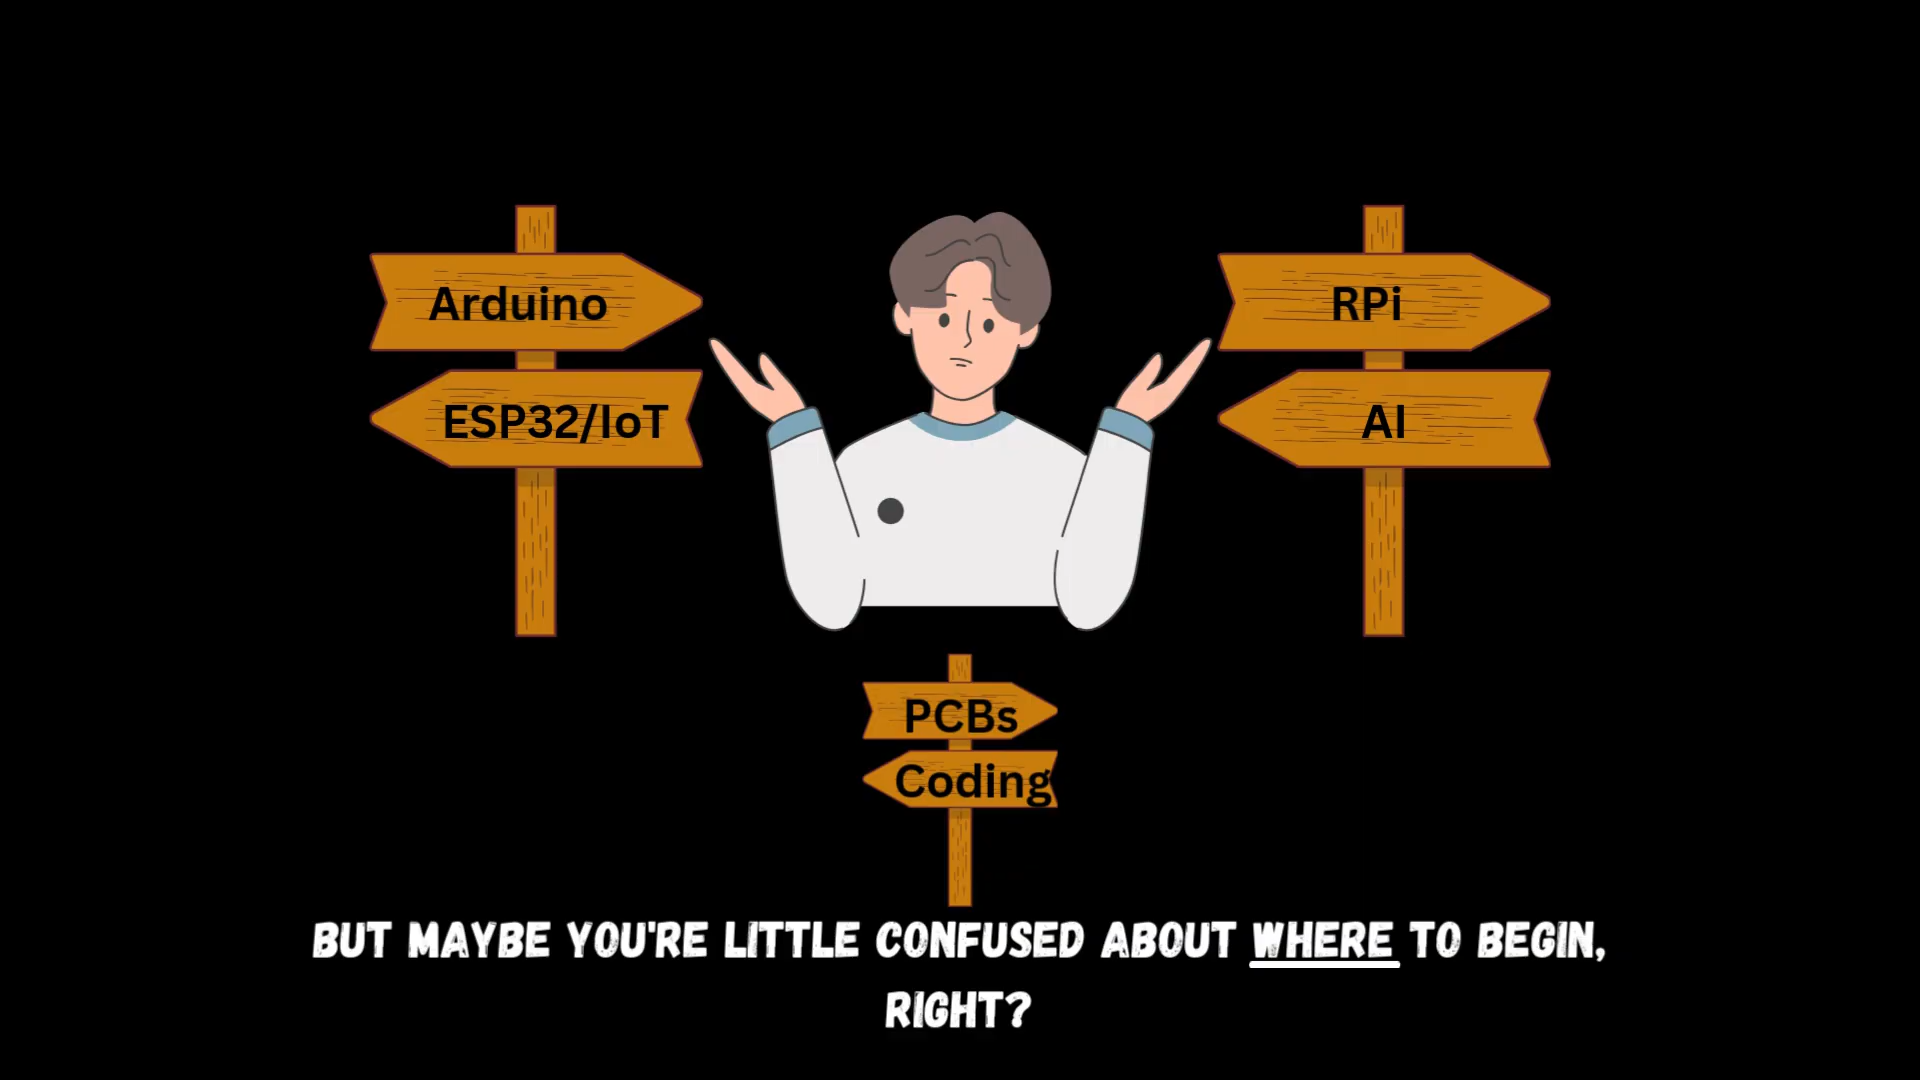 Arduino
ESP32/IoT
RPi
AI
PCBs
Coding
BUT MAYBE YOU'RE LITTLE CONFUSED ABOUT WHERE TO BEGIN,
RIGHT?